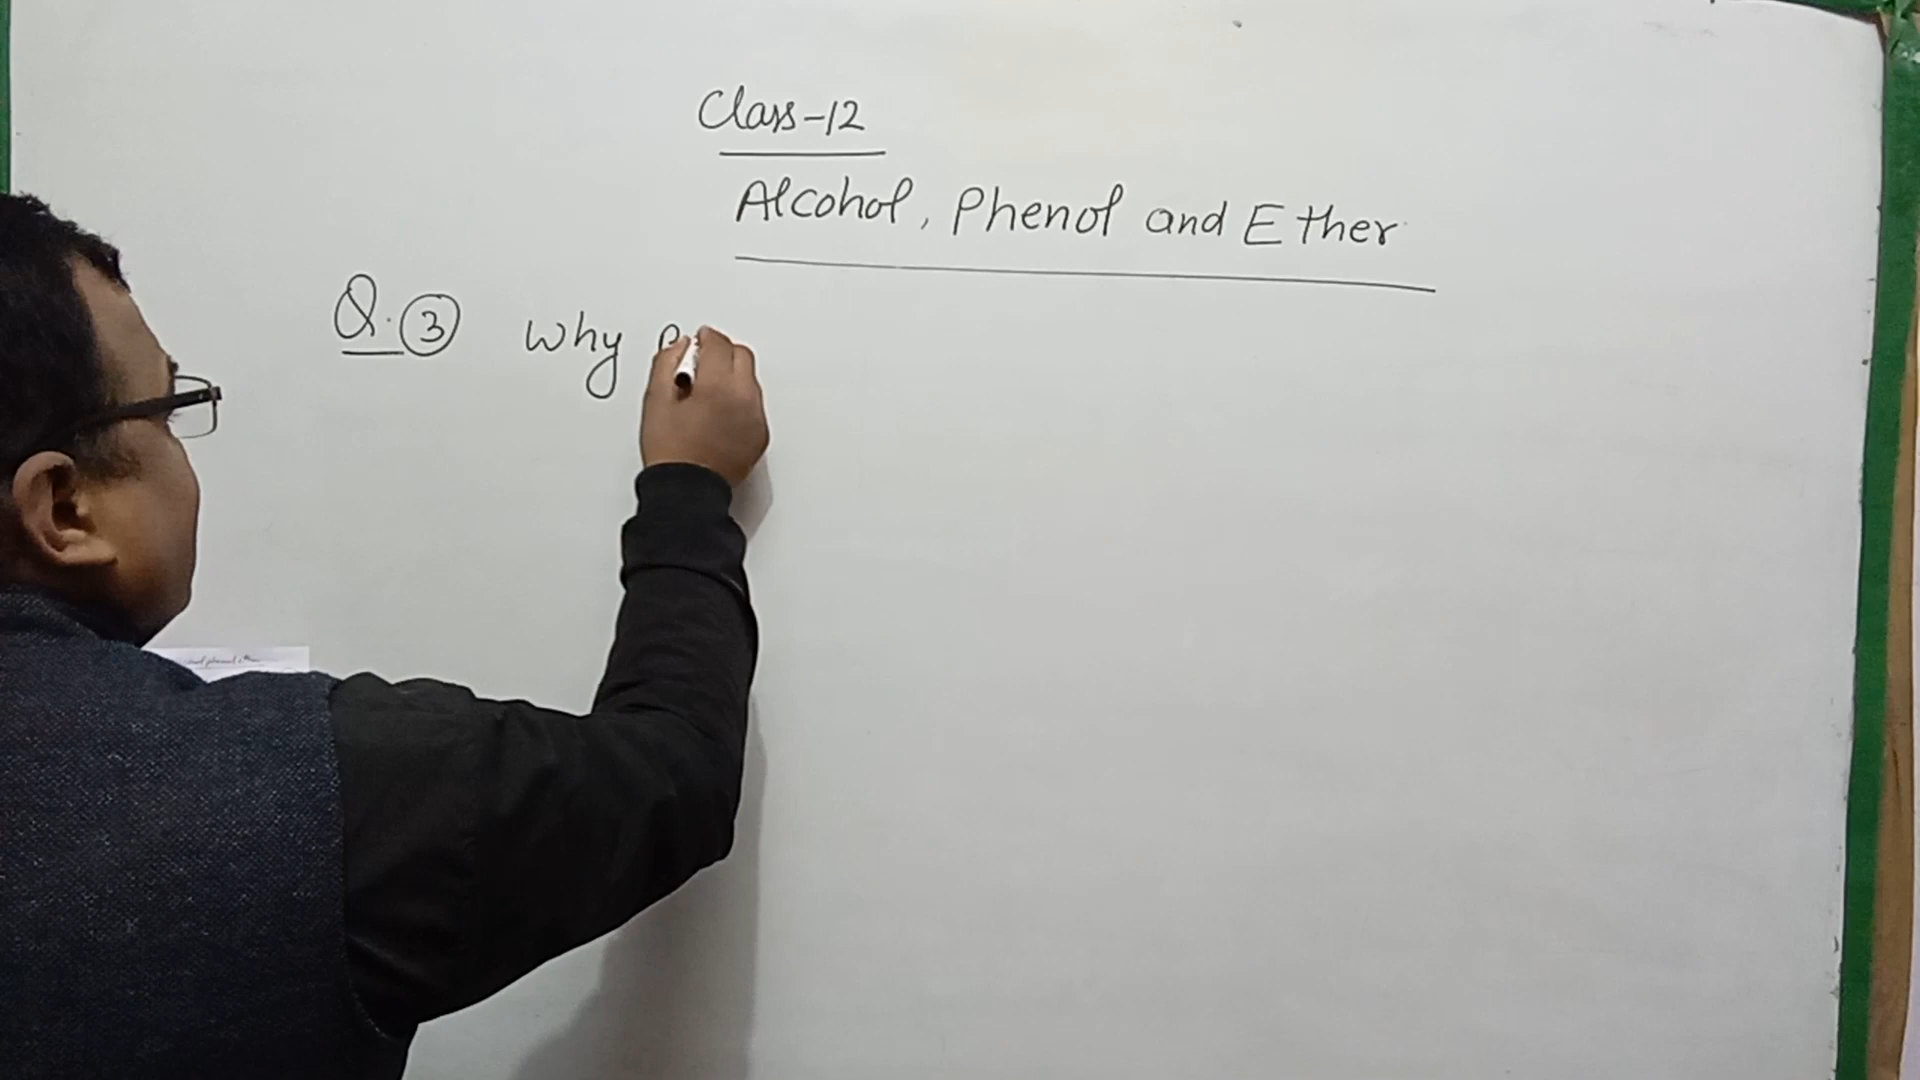 Class-12
Alcohol, Phenol and Ether
Q.③ Why